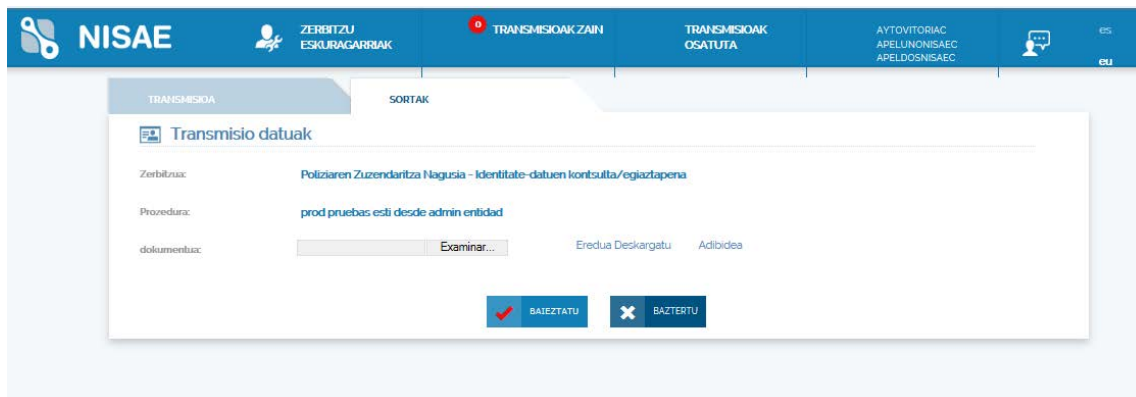 NISAE
ZERBITZU
ESKURAGARRIAK
0
TRANSMISIOAK ZAIN
TRANSMISIOAK
OSATUTA
AYTOVITORIAC
APELUNONISAEC
APELDOSNISAEC
es
eu
TRANSMISIOA
SORTAK
Transmisio datuak
Zerbitzua:
Poliziaren Zuzendaritza Nagusia - Identitate-datuen kontsulta/egiaztapena
Prozedura:
prod pruebas esti desde admin entidad
dokumentua:
Examinar...
Eredua Deskargatu
Adibidea
BAIEZTATU
BAZTERTU